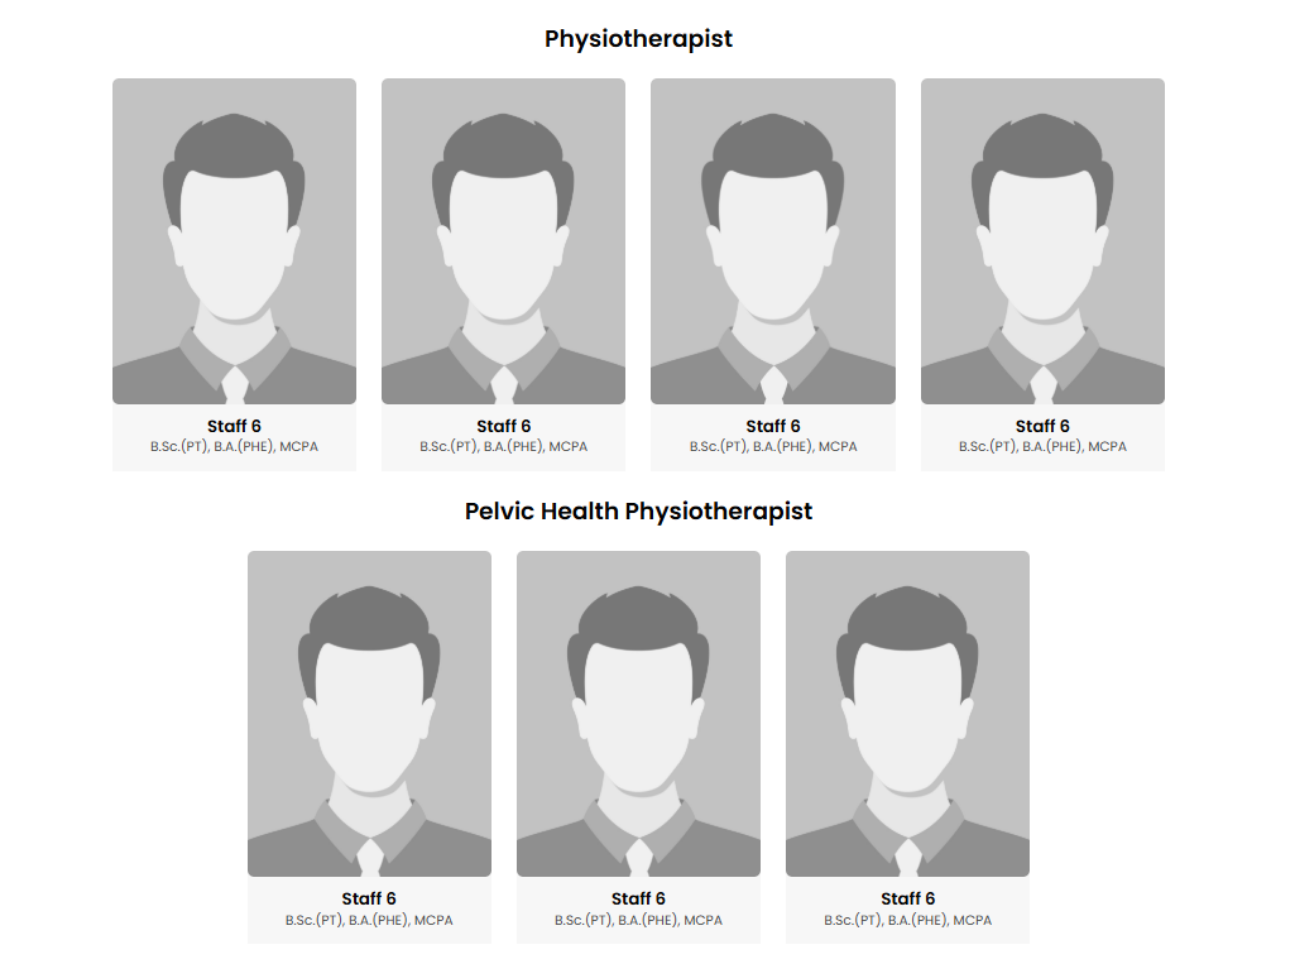 Physiotherapist
Staff 6
B.Sc.(PT), B.A.(PHE), MCPA
Staff 6
B.Sc.(PT), B.A.(PHE), MCPA
Staff 6
B.Sc.(PT), B.A.(PHE), MCPA
Staff 6
B.Sc.(PT), B.A.(PHE), MCPA
Pelvic Health Physiotherapist
Staff 6
B.Sc.(PT), B.A.(PHE), MCPA
Staff 6
B.Sc.(PT), B.A.(PHE), MCPA
Staff 6
B.Sc.(PT), B.A.(PHE), MCPA